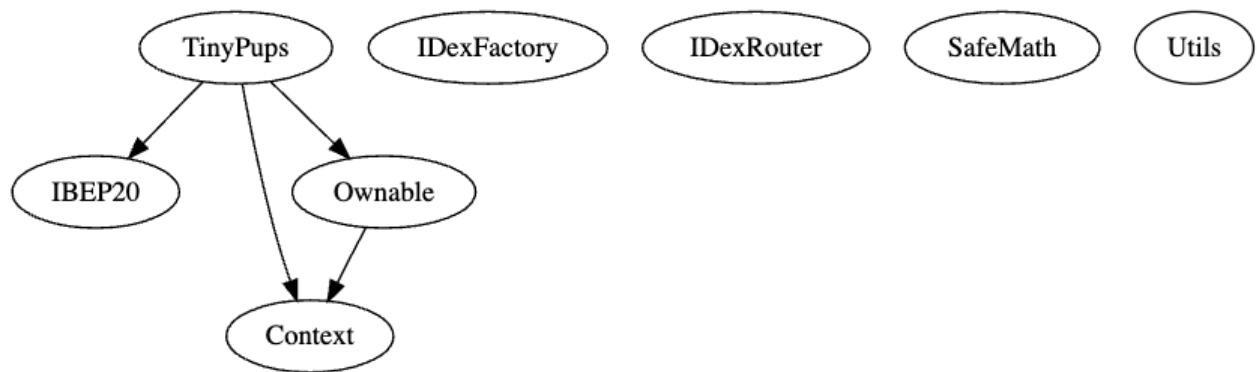 TinyPups
IDexFactory
IDexRouter
SafeMath
Utils
IBEP20
Ownable
Context